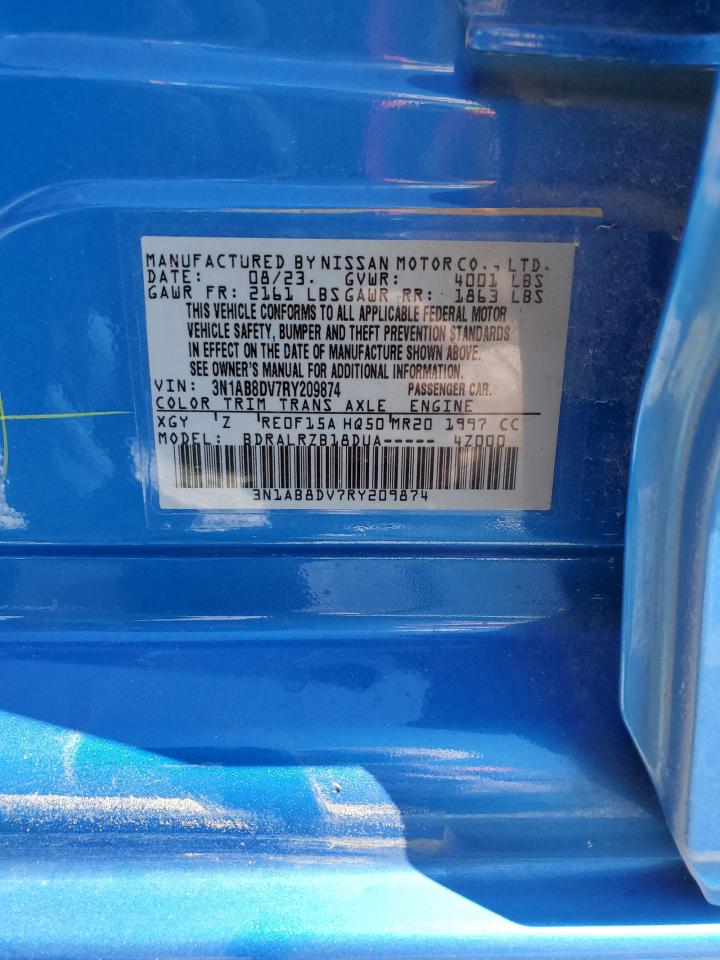 MANUFACTURED BY NISSAN MOTOR CO., LTD.
DATE: 08/23. GVWR: 4001 LBS
GAWR FR: 2161 LBS GAWR RR: 1863 LBS
THIS VEHICLE CONFORMS TO ALL APPLICABLE FEDERAL MOTOR
VEHICLE SAFETY, BUMPER AND THEFT PREVENTION STANDARDS
IN EFFECT ON THE DATE OF MANUFACTURE SHOWN ABOVE.
SEE OWNER'S MANUAL FOR ADDITIONAL INFORMATION.
VIN: 3N1AB8DV7RY209874 PASSENGER CAR.
COLOR TRIM TRANS AXLE ENGINE
XGY Z RE0F15A HQ50 MR20 1997 CC
MODEL: BDRALRZB18DUA----- 4Z000
3N1AB8DV7RY209874